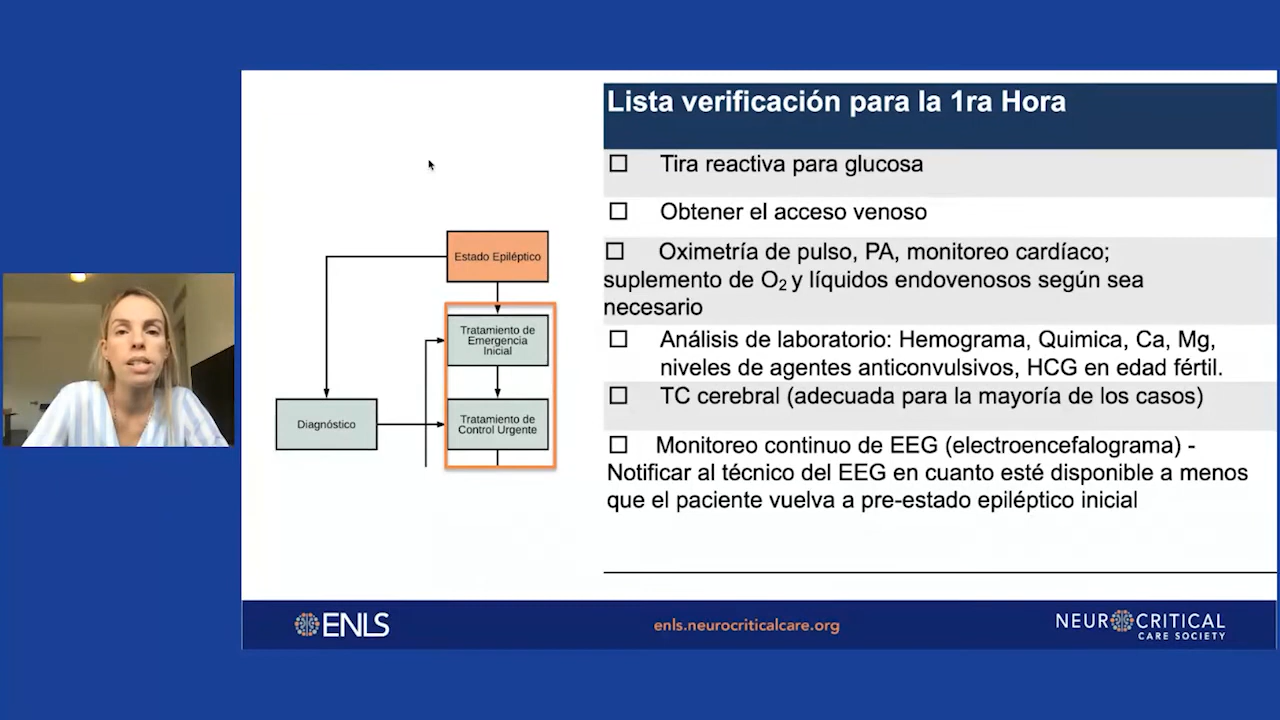 Lista verificación para la 1ra Hora
Tira reactiva para glucosa
Obtener el acceso venoso
Oximetría de pulso, PA, monitoreo cardíaco;
suplemento de O₂ y líquidos endovenosos según sea
necesario
Análisis de laboratorio: Hemograma, Quimica, Ca, Mg,
niveles de agentes anticonvulsivos, HCG en edad fértil.
TC cerebral (adecuada para la mayoría de los casos)
Monitoreo continuo de EEG (electroencefalograma) -
Notificar al técnico del EEG en cuanto esté disponible a menos
que el paciente vuelva a pre-estado epiléptico inicial
Estado Epiléptico
Tratamiento de
Emergencia
Inicial
Diagnóstico
Tratamiento de
Control Urgente
ENLS
enls.neurocriticalcare.org
NEUROCRITICAL
CARE SOCIETY